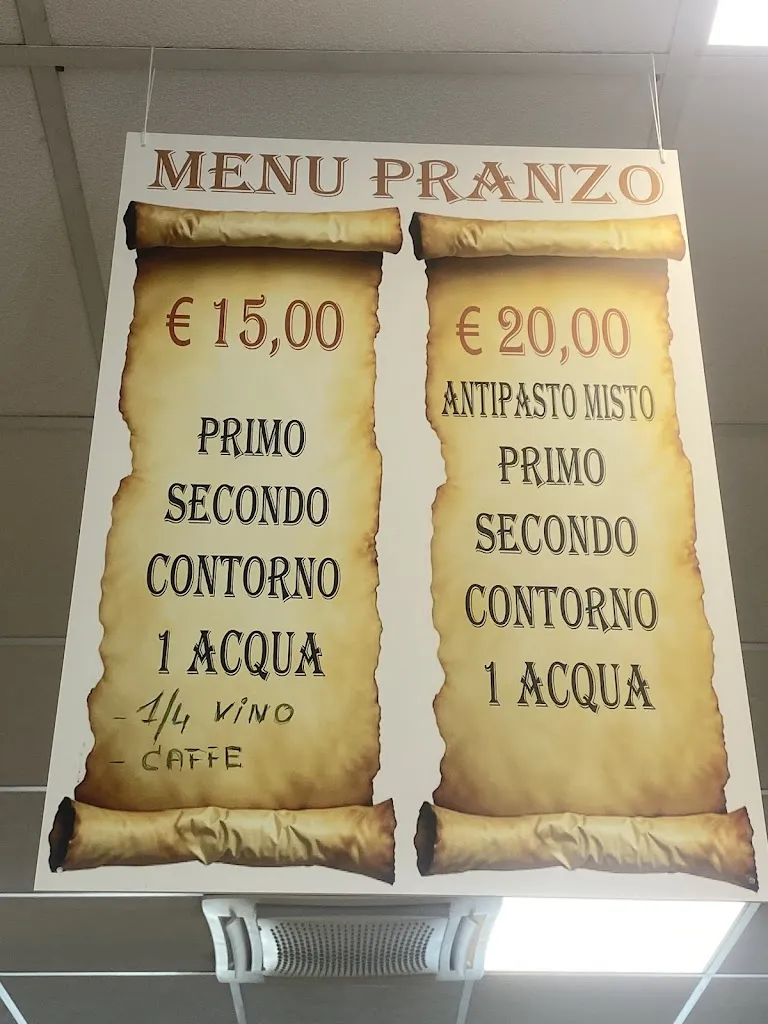 MENU PRANZO
€ 15,00
PRIMO
SECONDO
CONTORNO
1 ACQUA
- 1/4 VINO
- CAFFE
€ 20,00
ANTIPASTO MISTO
PRIMO
SECONDO
CONTORNO
1 ACQUA